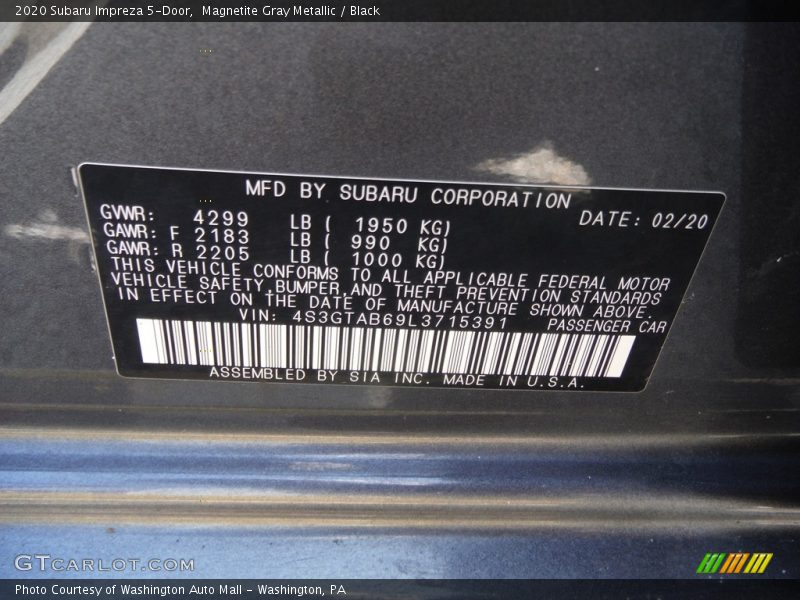 2020 Subaru Impreza 5-Door,  Magnetite Gray Metallic / Black
MFD BY SUBARU CORPORATION
DATE: 02/20
GVWR: 4299 LB ( 1950 KG)
GAWR: F 2183 LB ( 990 KG)
GAWR: R 2205 LB ( 1000 KG)
THIS VEHICLE CONFORMS TO ALL APPLICABLE FEDERAL MOTOR
VEHICLE SAFETY,BUMPER,AND THEFT PREVENTION STANDARDS
IN EFFECT ON THE DATE OF MANUFACTURE SHOWN ABOVE.
VIN: 4S3GTAB69L3715391 PASSENGER CAR
ASSEMBLED BY SIA INC. MADE IN U.S.A.
GTCARLOT.COM
Photo Courtesy of Washington Auto Mall - Washington, PA